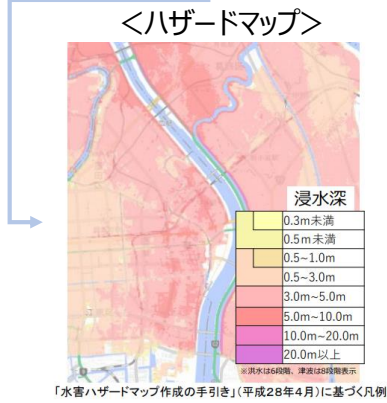 <ハザードマップ>
浸水深
0.3m未満
0.5m未満
0.5~1.0m
0.5~3.0m
3.0m~5.0m
5.0m~10.0m
10.0m~20.0m
20.0m以上
※洪水は6段階、津波は8段階表示
「水害ハザードマップ作成の手引き」(平成28年4月)に基づく凡例